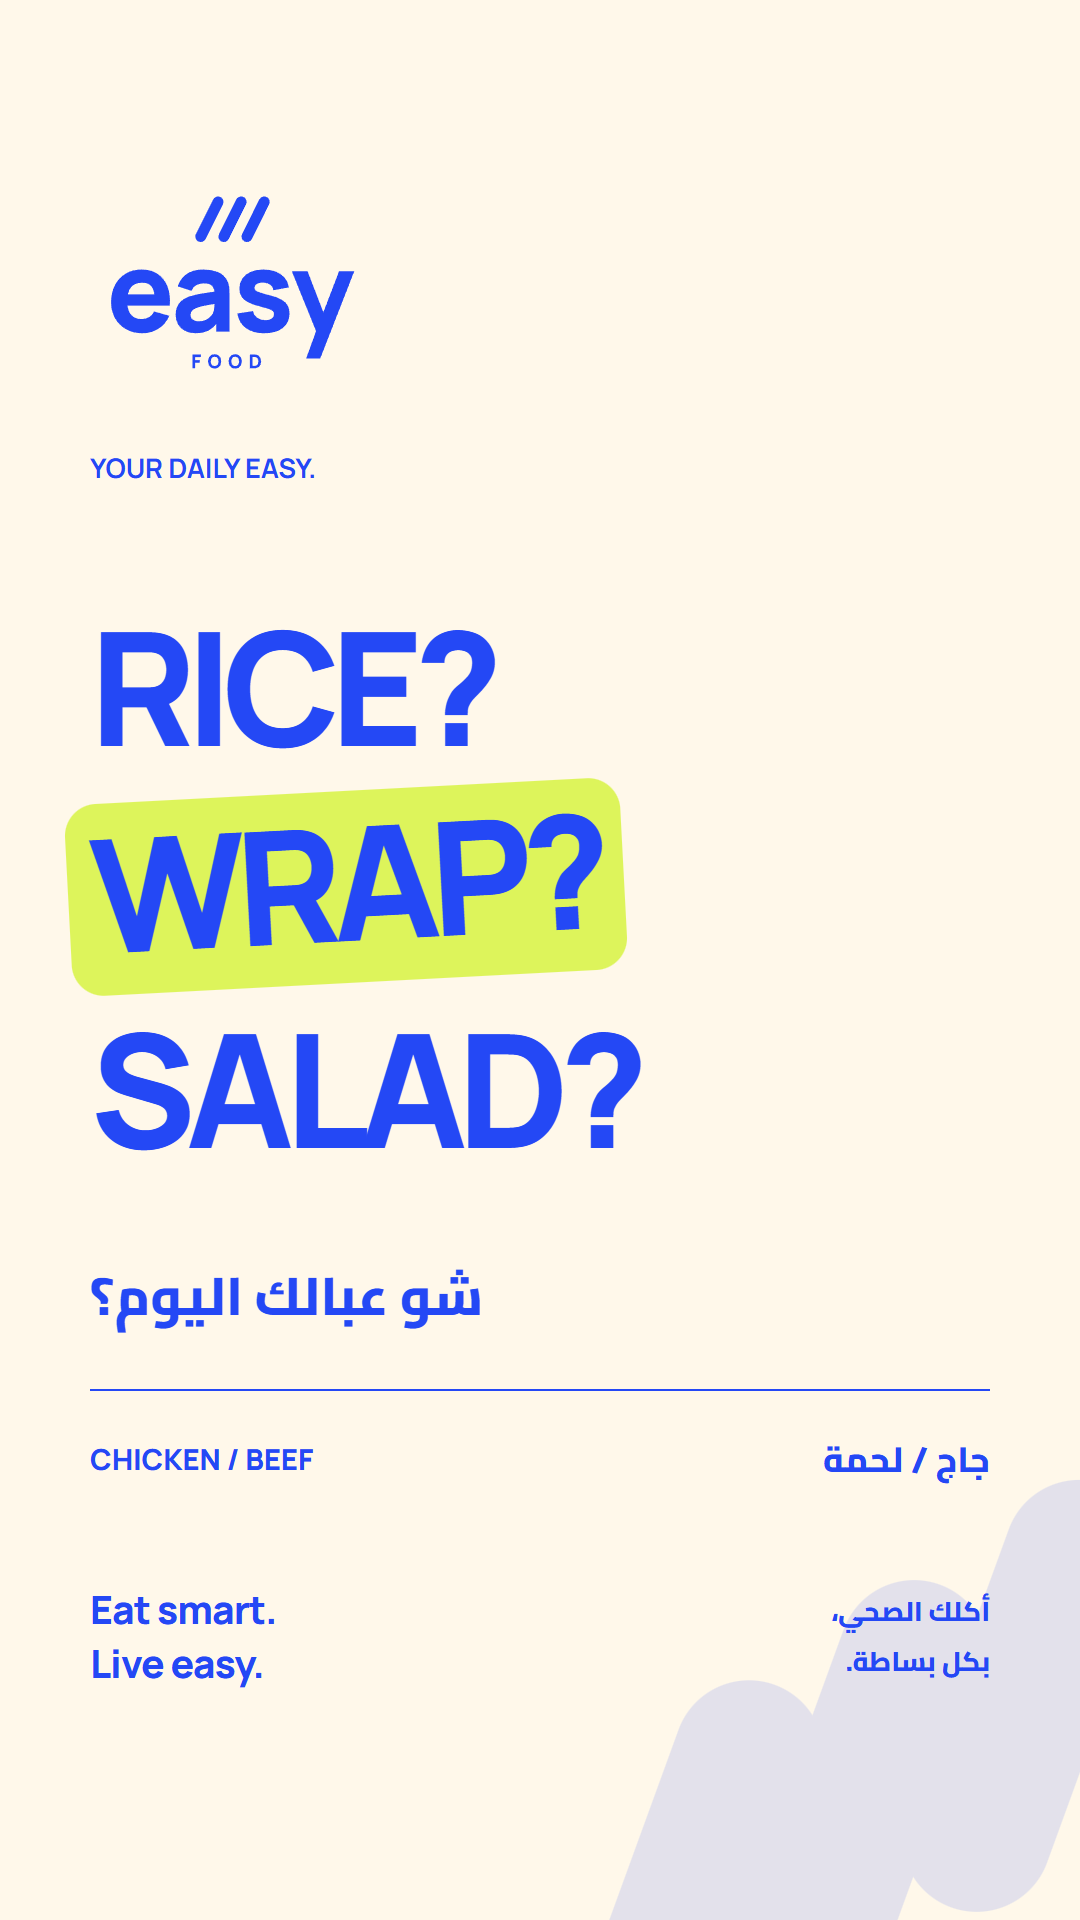 easy
FOOD
YOUR DAILY EASY.
RICE?
WRAP?
SALAD?
شو عبالك اليوم؟
CHICKEN / BEEF
جاج / لحمة
Eat smart.
Live easy.
أكلك الصحي،
بكل بساطة.